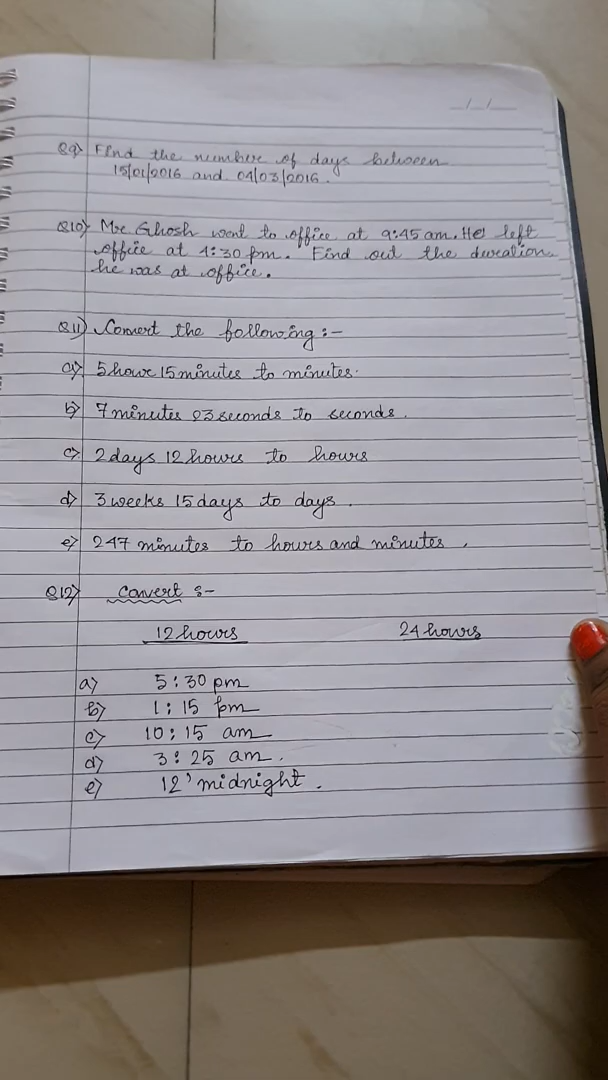 _/_/_
Q9) Find the number of days between
15/01/2016 and 04/03/2016.
Q10) Mr. Ghosh went to office at 9:45 am. He left
office at 1:30 pm. Find out the duration
he was at office.
Q11) Convert the following :-
a) 5 hour 15 minutes to minutes.
b) 7 minutes 23 seconds to seconds.
c) 2 days 12 hours to hours
d) 3 weeks 15 days to days.
e) 247 minutes to hours and minutes.
Q12) Convert :-
12 hours 24 hours
a) 5:30 pm
b) 1:15 pm
c) 10:15 am
d) 3:25 am.
e) 12' midnight.